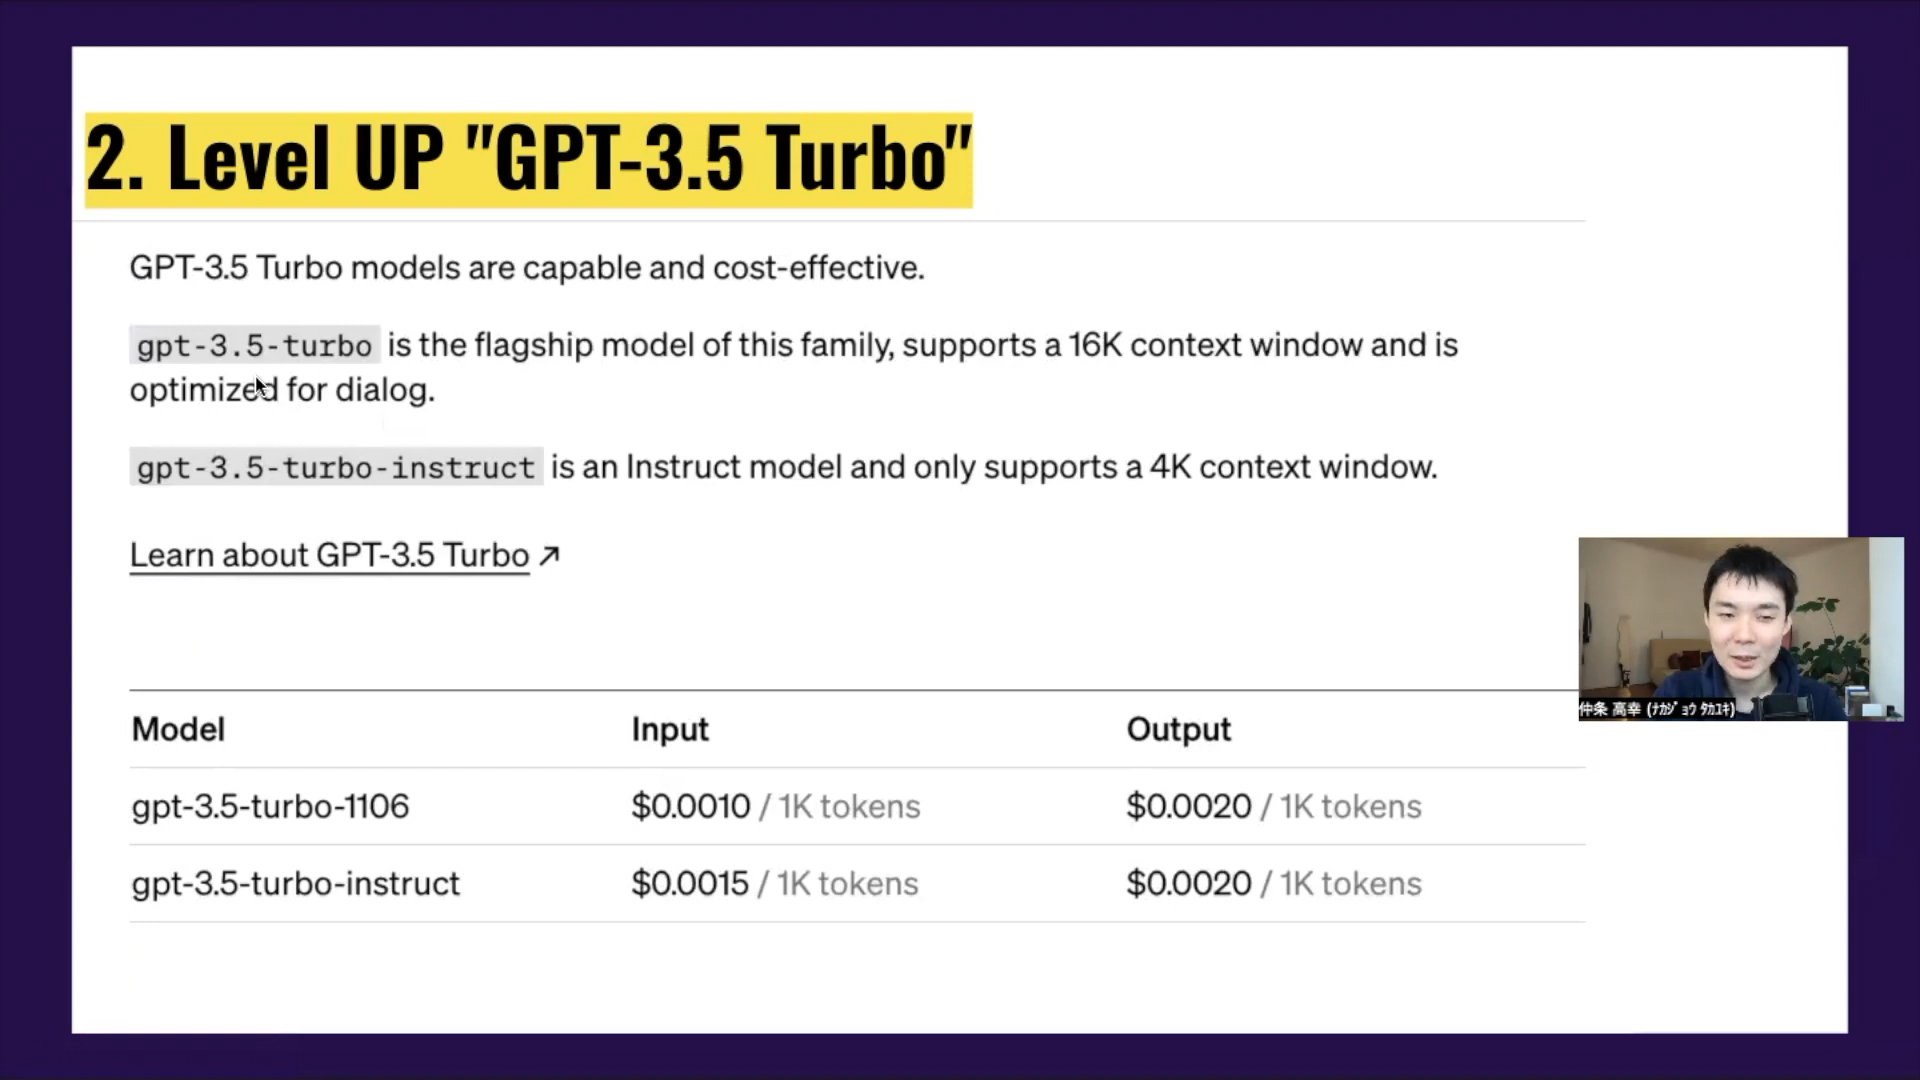 2. Level UP "GPT-3.5 Turbo"
GPT-3.5 Turbo models are capable and cost-effective.
gpt-3.5-turbo is the flagship model of this family, supports a 16K context window and is
optimized for dialog.
gpt-3.5-turbo-instruct is an Instruct model and only supports a 4K context window.
Learn about GPT-3.5 Turbo ↗
仲条 高幸 (ﾅｶｼﾞｮｳ ﾀｶﾕｷ)
Model Input Output
gpt-3.5-turbo-1106 $0.0010 / 1K tokens $0.0020 / 1K tokens
gpt-3.5-turbo-instruct $0.0015 / 1K tokens $0.0020 / 1K tokens